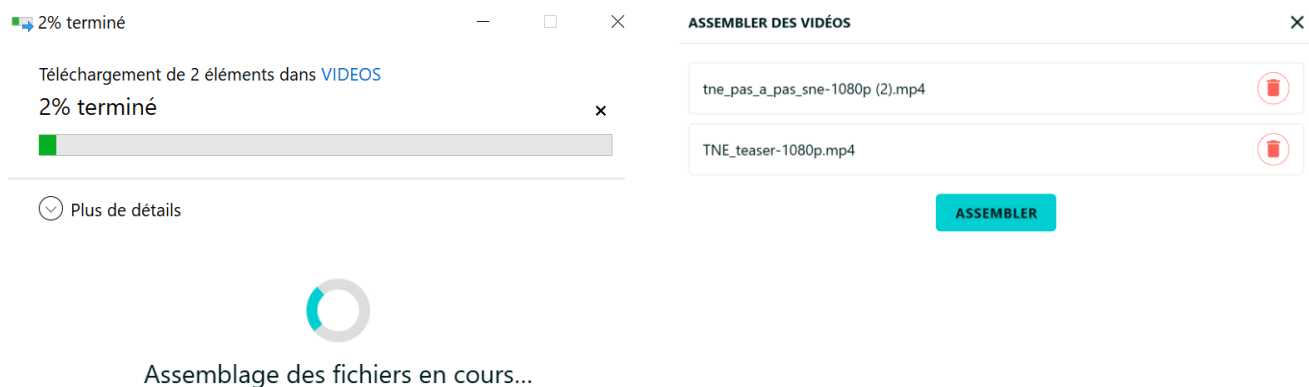 2% terminé
Téléchargement de 2 éléments dans VIDEOS
2% terminé
Plus de détails
Assemblage des fichiers en cours...
ASSEMBLER DES VIDÉOS
tne_pas_a_pas_sne-1080p (2).mp4
TNE_teaser-1080p.mp4
ASSEMBLER